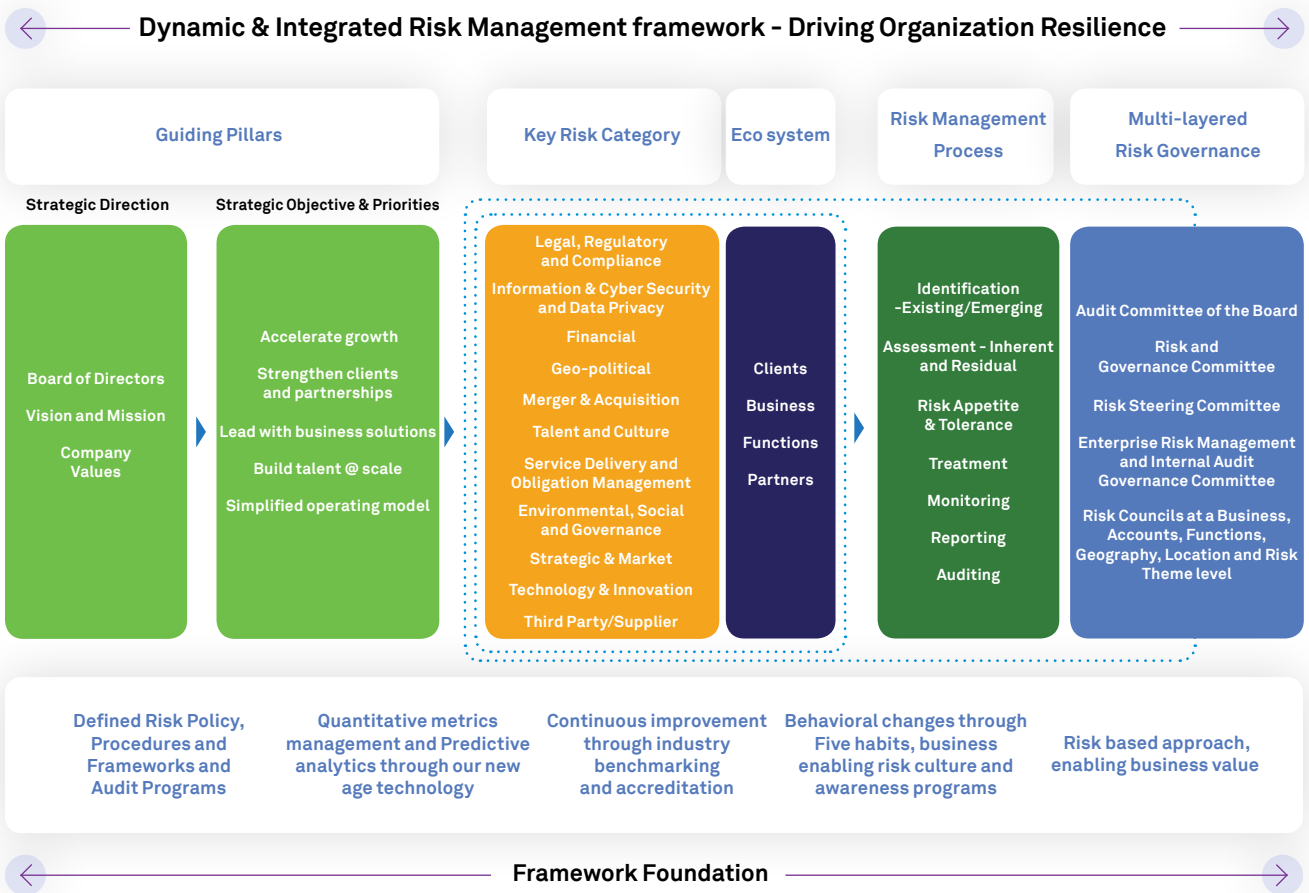 Dynamic & Integrated Risk Management framework - Driving Organization Resilience
Guiding Pillars
Key Risk Category
Eco system
Risk Management
Process
Multi-layered
Risk Governance
Strategic Direction
Strategic Objective & Priorities
Board of Directors
Vision and Mission
Company
Values
Accelerate growth
Strengthen clients
and partnerships
Lead with business solutions
Build talent @ scale
Simplified operating model
Legal, Regulatory
and Compliance
Information & Cyber Security
and Data Privacy
Financial
Geo-political
Merger & Acquisition
Talent and Culture
Service Delivery and
Obligation Management
Environmental, Social
and Governance
Strategic & Market
Technology & Innovation
Third Party/Supplier
Clients
Business
Functions
Partners
Identification
-Existing/Emerging
Assessment - Inherent
and Residual
Risk Appetite
& Tolerance
Treatment
Monitoring
Reporting
Auditing
Audit Committee of the Board
Risk and
Governance Committee
Risk Steering Committee
Enterprise Risk Management
and Internal Audit
Governance Committee
Risk Councils at a Business,
Accounts, Functions,
Geography, Location and Risk
Theme level
Defined Risk Policy,
Procedures and
Frameworks and
Audit Programs
Quantitative metrics
management and Predictive
analytics through our new
age technology
Continuous improvement
through industry
benchmarking
and accreditation
Behavioral changes through
Five habits, business
enabling risk culture and
awareness programs
Risk based approach,
enabling business value
Framework Foundation